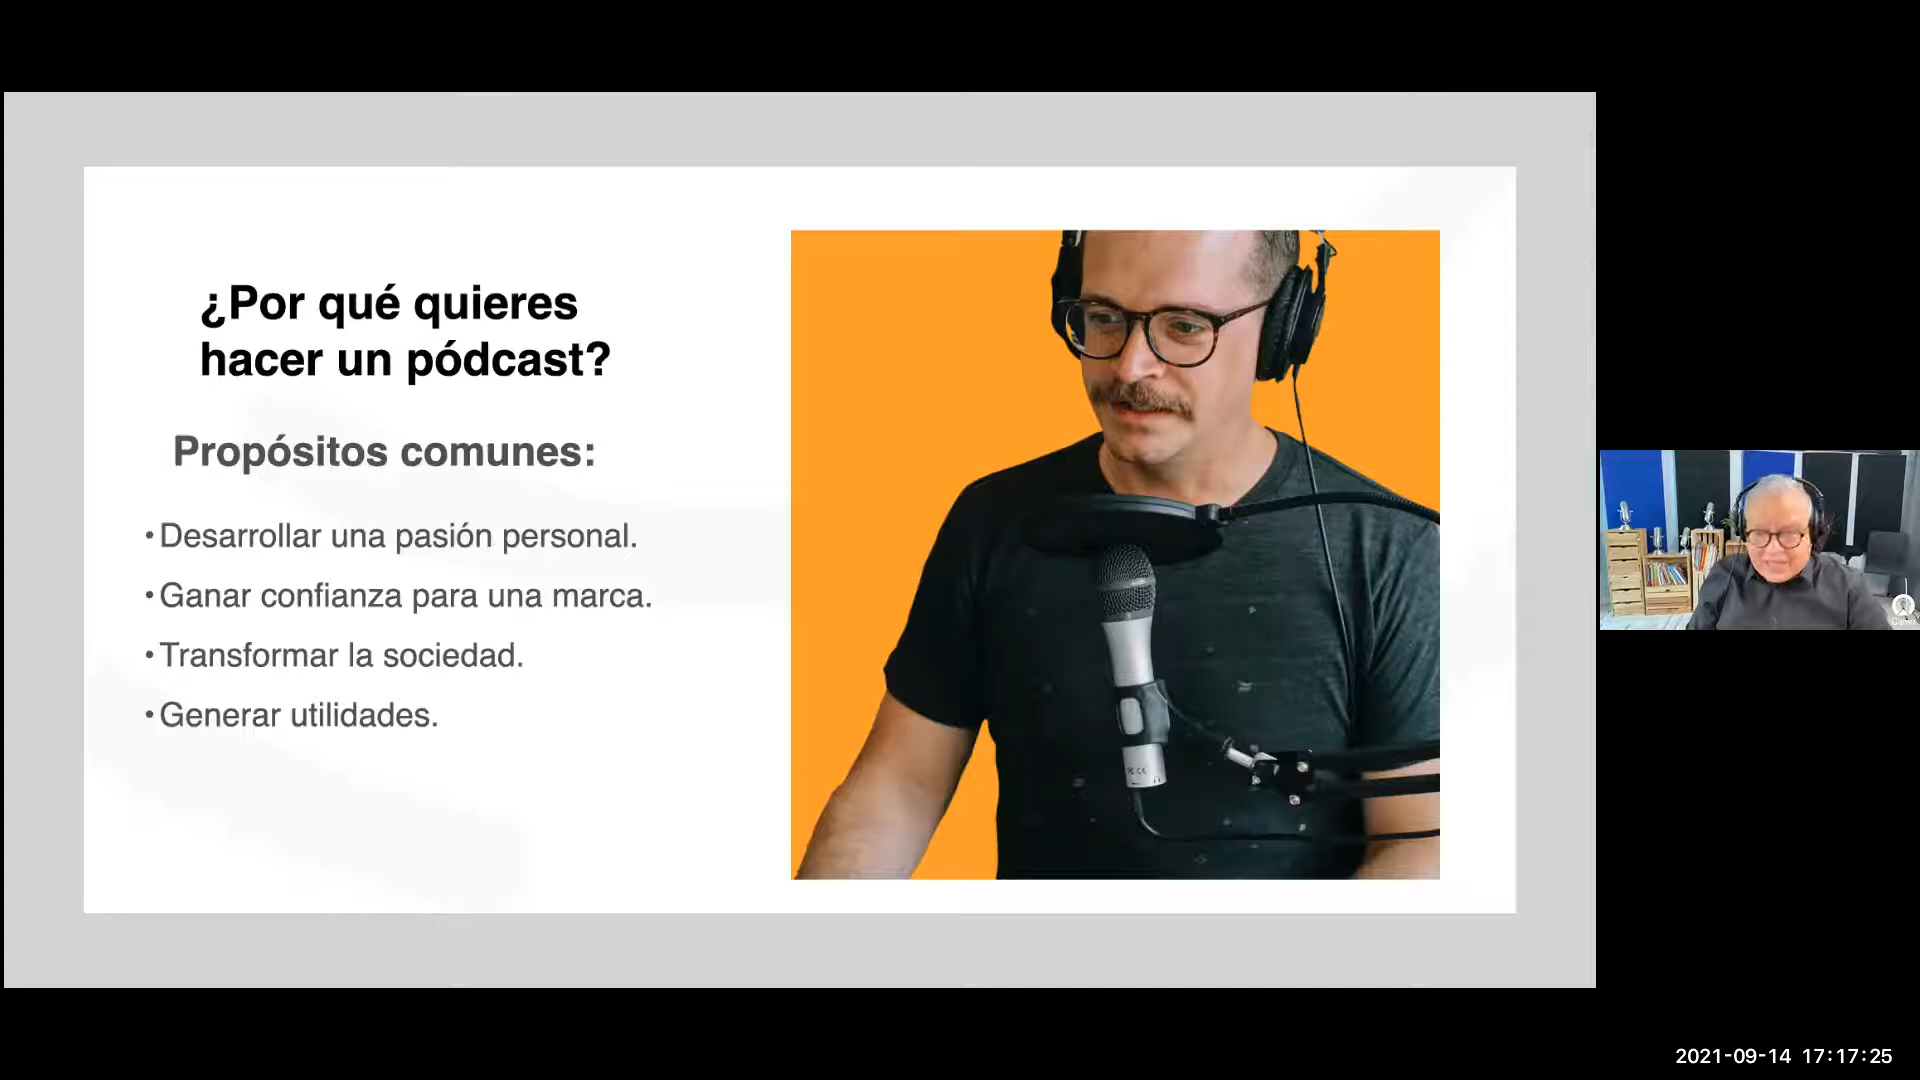 ¿Por qué quieres
hacer un pódcast?
Propósitos comunes:
•Desarrollar una pasión personal.
•Ganar confianza para una marca.
•Transformar la sociedad.
•Generar utilidades.
2021-09-14 17:17:25